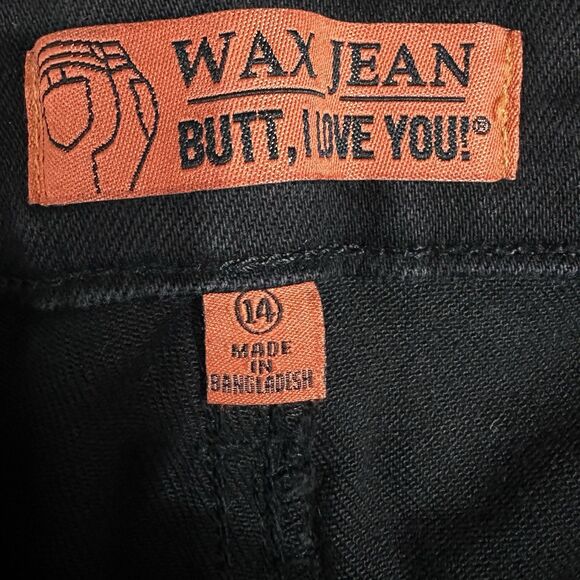 WAX JEAN
BUTT, I LOVE YOU!®
14
MADE
IN
BANGLADESH